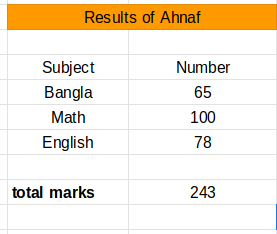 Results of Ahnaf
Subject Number
Bangla 65
Math 100
English 78
total marks 243